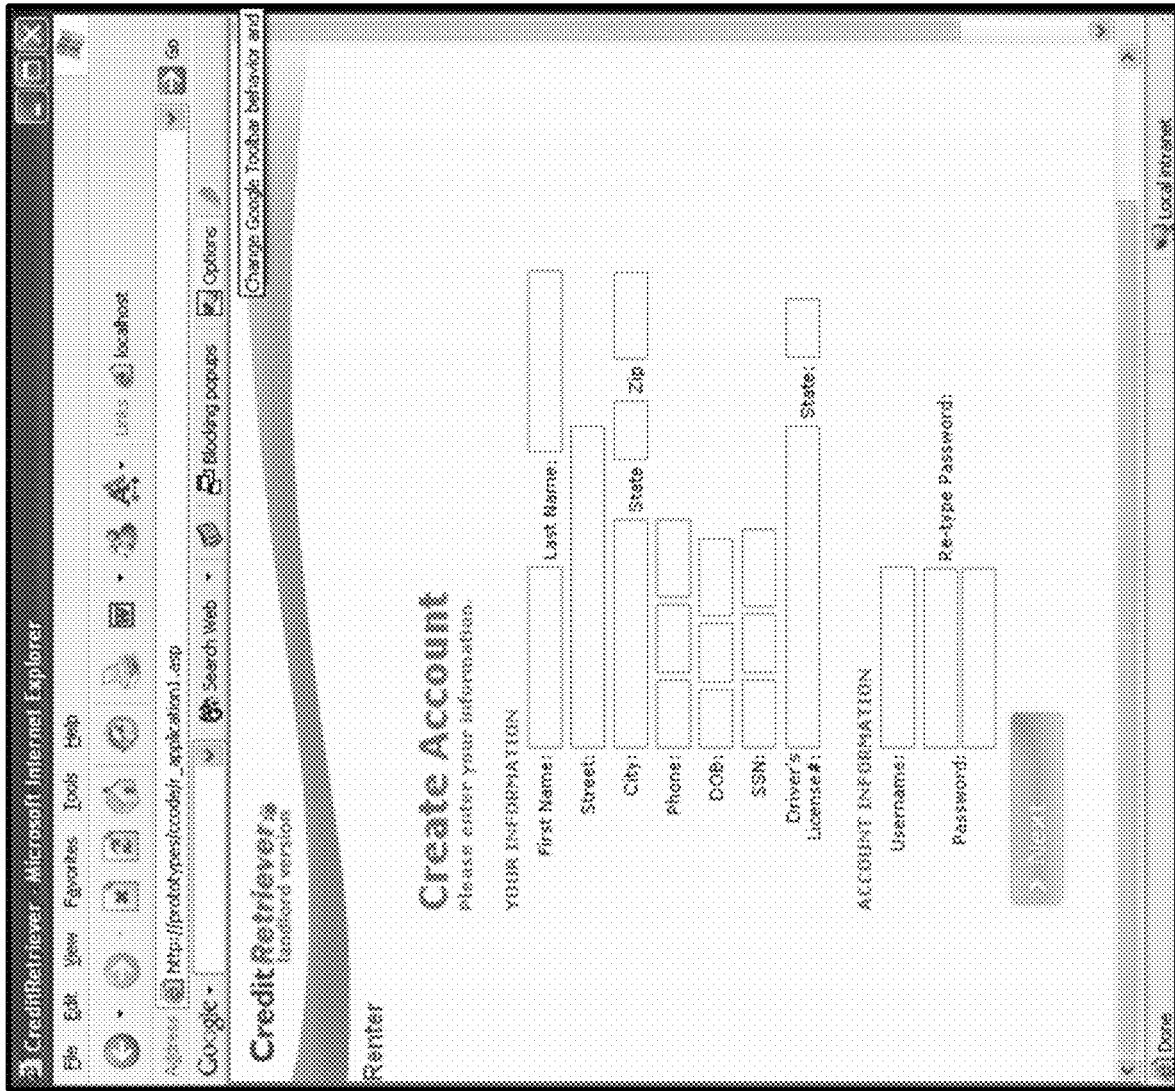 CreditRetriever - Microsoft Internet Explorer
File Edit View Favorites Tools Help
Address http://prototypes/ccode/r_application1.asp Go
Links localhost
Google Search Web Blocking popups Options
Change Google Toolbar behavior and
CreditRetriever
landlord version
Renter
Create Account
Please enter your information.
YOUR INFORMATION
First Name: Last Name:
Street:
City: State Zip
Phone:
DOB:
SSN:
Driver's
License#: State:
ACCOUNT INFORMATION
Username:
Password: Re-type Password:
Done Local intranet